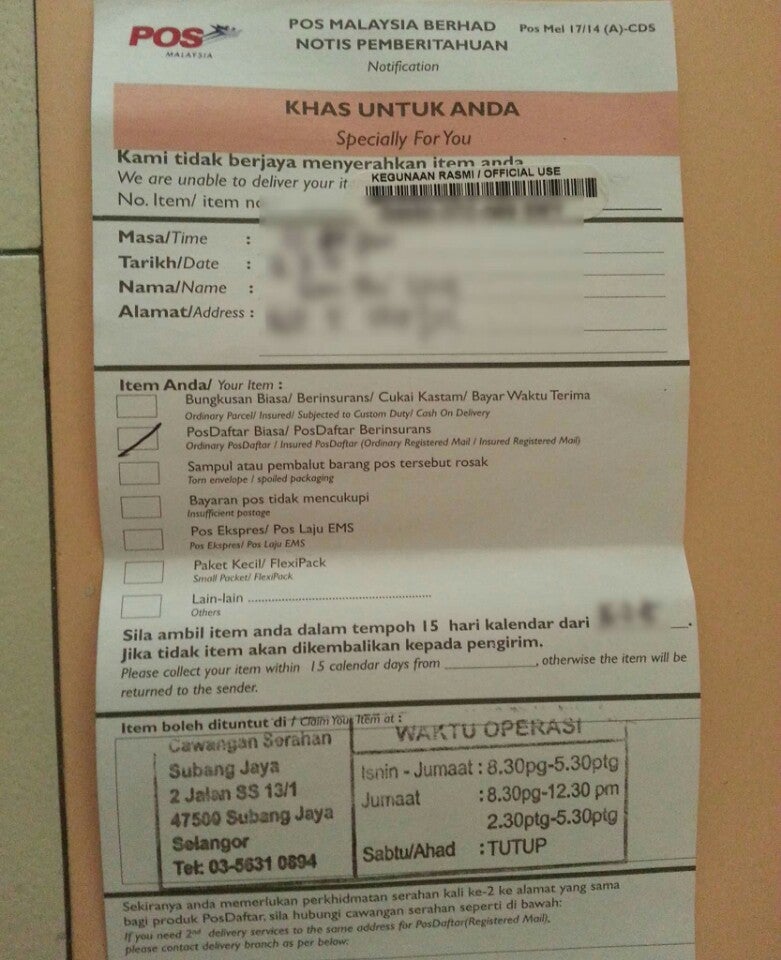 POS
MALAYSIA
POS MALAYSIA BERHAD
NOTIS PEMBERITAHUAN
Notification
Pos Mel 17/14 (A)-CDS
KHAS UNTUK ANDA
Specially For You
Kami tidak berjaya menyerahkan item anda
We are unable to deliver your it
KEGUNAAN RASMI / OFFICIAL USE
No. Item/ item no
Masa/Time :
Tarikh/Date :
Nama/Name :
Alamat/Address :
Item Anda/ Your Item :
Bungkusan Biasa/ Berinsurans/ Cukai Kastam/ Bayar Waktu Terima
Ordinary Parcel/ Insured/ Subjected to Custom Duty/ Cash On Delivery
PosDaftar Biasa/ PosDaftar Berinsurans
Ordinary PosDaftar / Insured PosDaftar (Ordinary Registered Mail / Insured Registered Mail)
Sampul atau pembalut barang pos tersebut rosak
Torn envelope / spoiled packaging
Bayaran pos tidak mencukupi
Insufficient postage
Pos Ekspres/ Pos Laju EMS
Pos Ekspres/ Pos Laju EMS
Paket Kecil/ FlexiPack
Small Packet/ FlexiPack
Lain-lain ............................................
Others
Sila ambil item anda dalam tempoh 15 hari kalendar dari
Jika tidak item akan dikembalikan kepada pengirim.
Please collect your item within 15 calendar days from ____________, otherwise the item will be
returned to the sender.
Item boleh dituntut di / Claim Your Item at :
Cawangan Serahan
Subang Jaya
2 Jalan SS 13/1
47500 Subang Jaya
Selangor
Tel: 03-5631 0894
WAKTU OPERASI
Isnin - Jumaat : 8.30pg-5.30ptg
Jumaat : 8.30pg-12.30 pm
2.30ptg-5.30ptg
Sabtu/Ahad : TUTUP
Sekiranya anda memerlukan perkhidmatan serahan kali ke-2 ke alamat yang sama
bagi produk PosDaftar, sila hubungi cawangan serahan seperti di bawah:
If you need 2nd delivery services to the same address for PosDaftar(Registered Mail),
please contact delivery branch as per below: